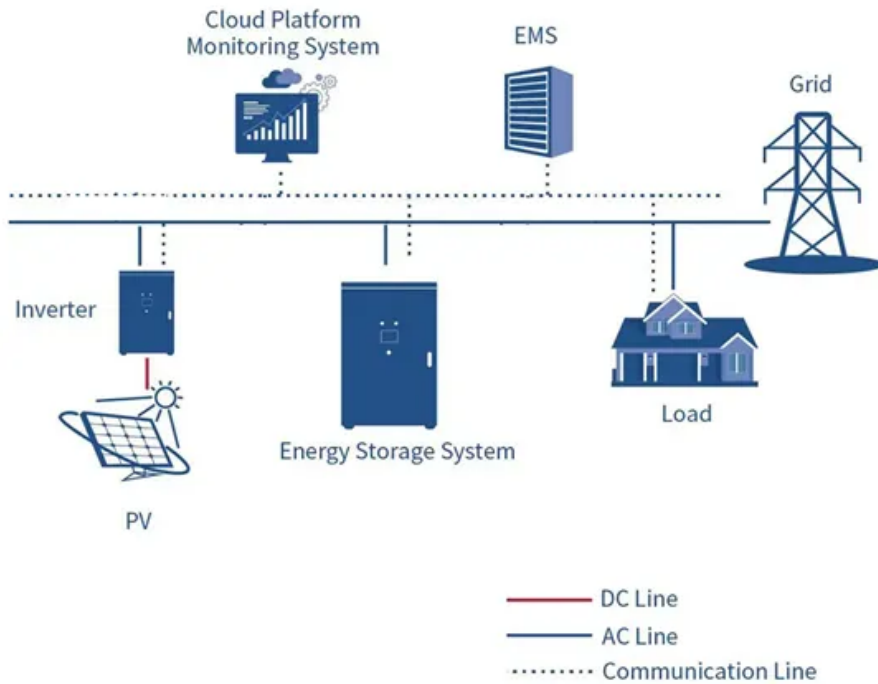 Cloud Platform
Monitoring System
EMS
Grid
Inverter
Load
Energy Storage System
PV
DC Line
AC Line
Communication Line